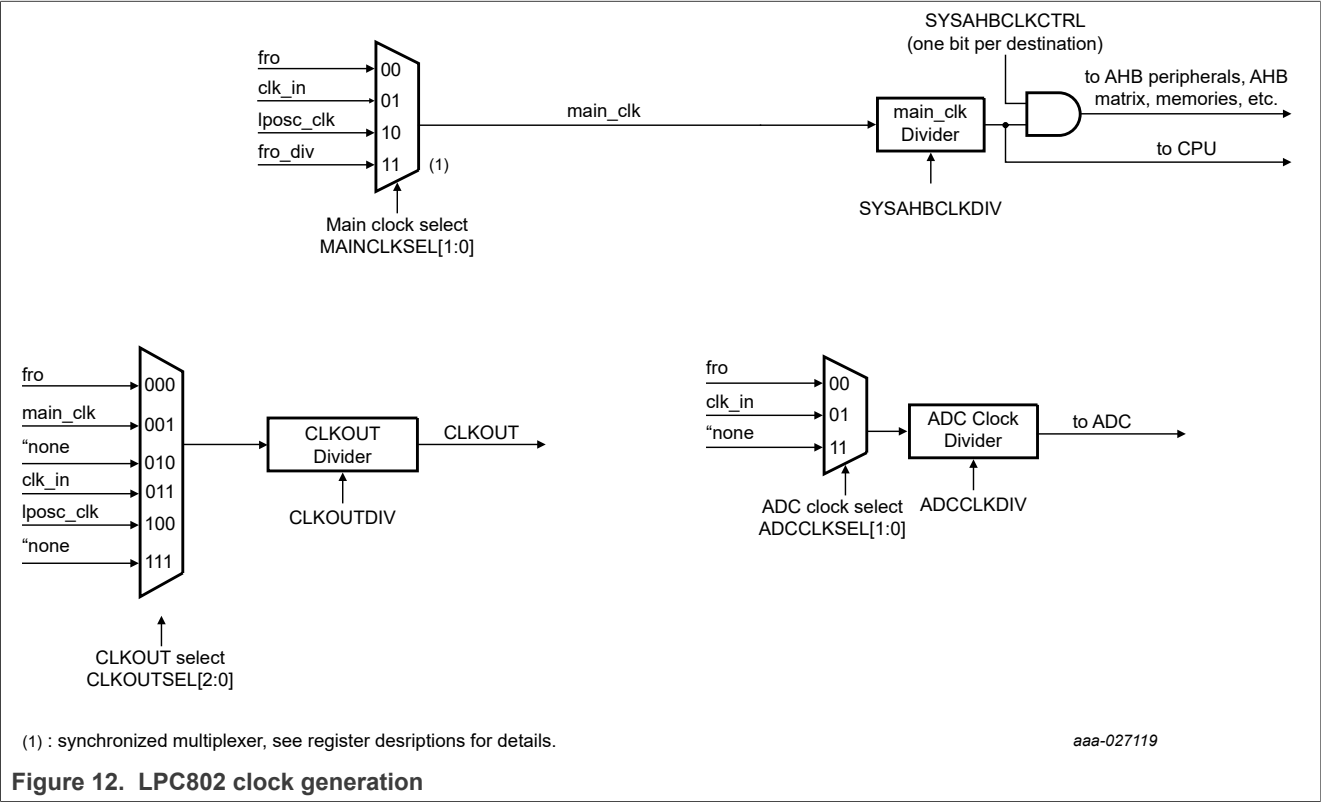 SYSAHBCLKCTRL
(one bit per destination)
fro
00
clk_in
01
lposc_clk
10
fro_div
11
(1)
main_clk
main_clk
Divider
to AHB peripherals, AHB
matrix, memories, etc.
to CPU
Main clock select
MAINCLKSEL[1:0]
SYSAHBCLKDIV
fro
000
main_clk
001
“none
010
clk_in
011
lposc_clk
100
“none
111
CLKOUT
Divider
CLKOUT
CLKOUTDIV
CLKOUT select
CLKOUTSEL[2:0]
fro
00
clk_in
01
“none
11
ADC Clock
Divider
to ADC
ADC clock select
ADCCLKSEL[1:0]
ADCCLKDIV
(1) : synchronized multiplexer, see register desriptions for details.
aaa-027119
Figure 12. LPC802 clock generation